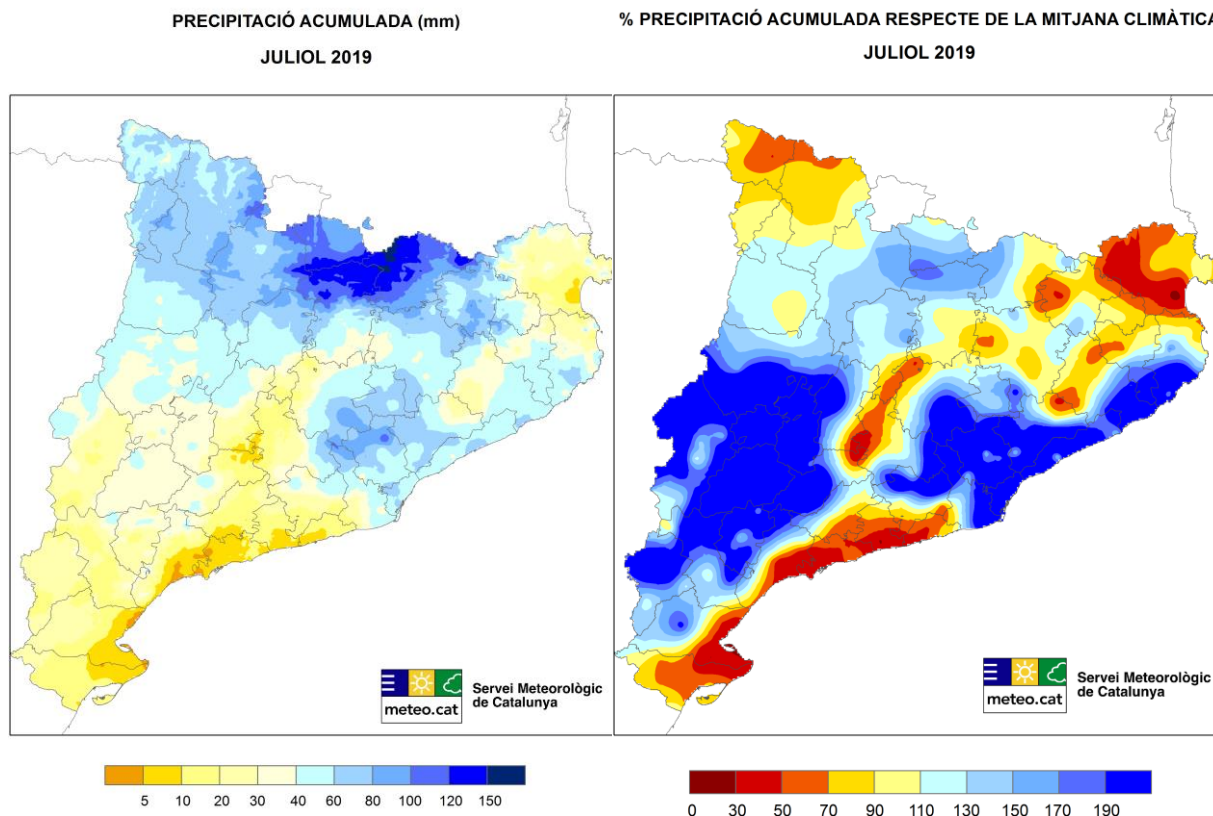 PRECIPITACIÓ ACUMULADA (mm)
JULIOL 2019
meteo.cat
Servei Meteorològic
de Catalunya
5 10 20 30 40 60 80 100 120 150
% PRECIPITACIÓ ACUMULADA RESPECTE DE LA MITJANA CLIMÀTICA
JULIOL 2019
meteo.cat
Servei Meteorològic
de Catalunya
0 30 50 70 90 110 130 150 170 190